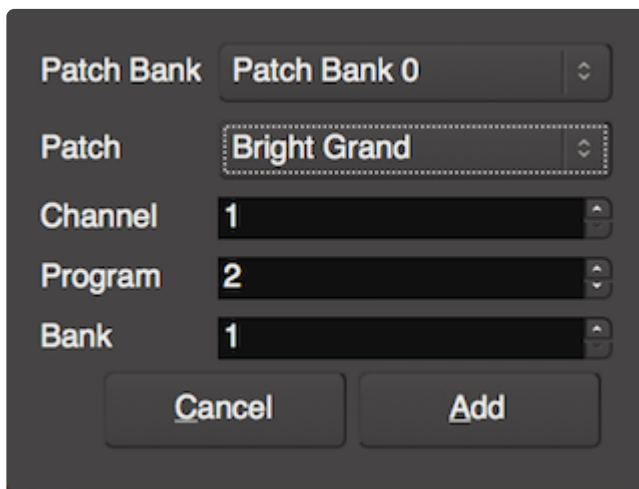 Patch Bank Patch Bank 0
Patch Bright Grand
Channel 1
Program 2
Bank 1
Cancel Add